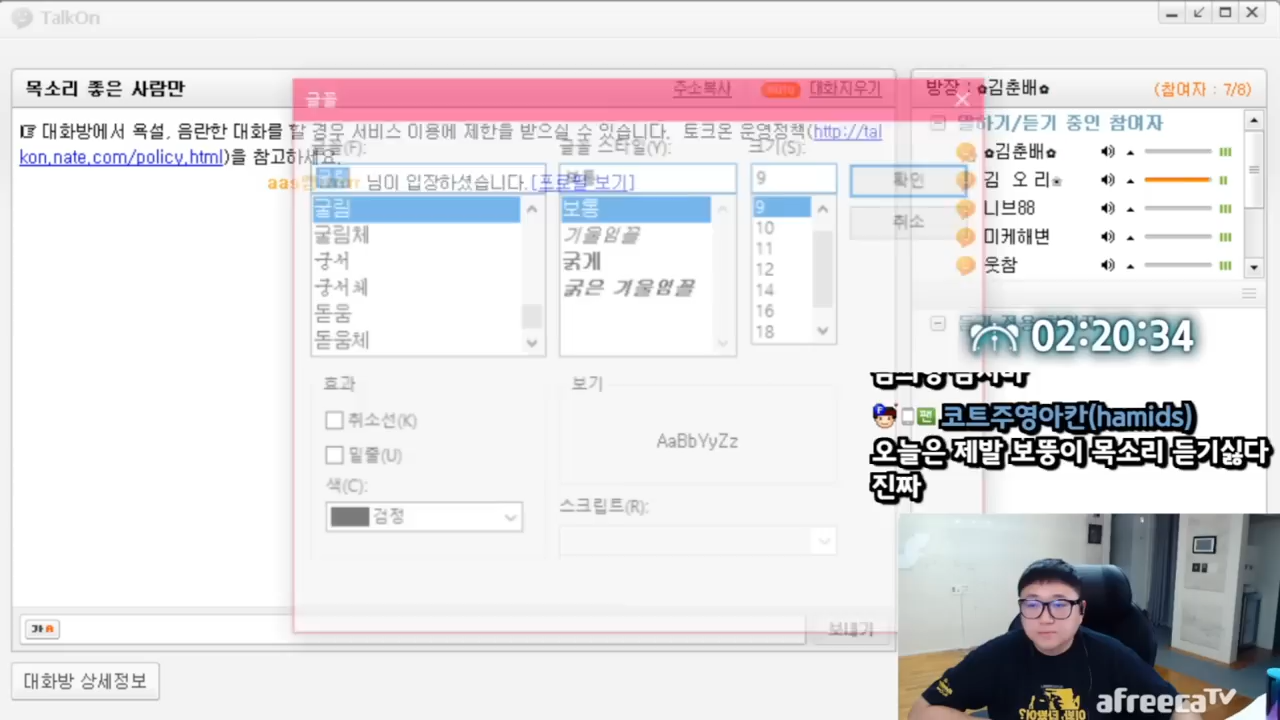 TalkOn
목소리 좋은 사람만
주소복사
대화지우기
☞ 대화방에서 욕설, 음란한 대화를 할 경우 서비스 이용에 제한을 받으실 수 있습니다. 토크온 운영정책(http://tal
kon.nate.com/policy.html)을 참고하세요.
님이 입장하셨습니다.[프로필 보기]
글꼴
글꼴(F):
글꼴 스타일(Y):
크기(S):
굴림
굴림체
궁서
궁서체
돋움
돋움체
보통
기울임꼴
굵게
굵은 기울임꼴
9
9
10
11
12
14
16
18
확인
취소
효과
취소선(K)
밑줄(U)
색(C):
검정
보기
AaBbYyZz
스크립트(R):
가
보내기
대화방 상세정보
방장 : ✿김춘배✿
(참여자 : 7/8)
말하기/듣기 중인 참여자
✿김춘배✿
김 오 리❀
니브88
미케해변
웃참
02:20:34
팬 코트주영아칸(hamids)
오늘은 제발 보뚱이 목소리 듣기싫다
진짜
afreecaTV